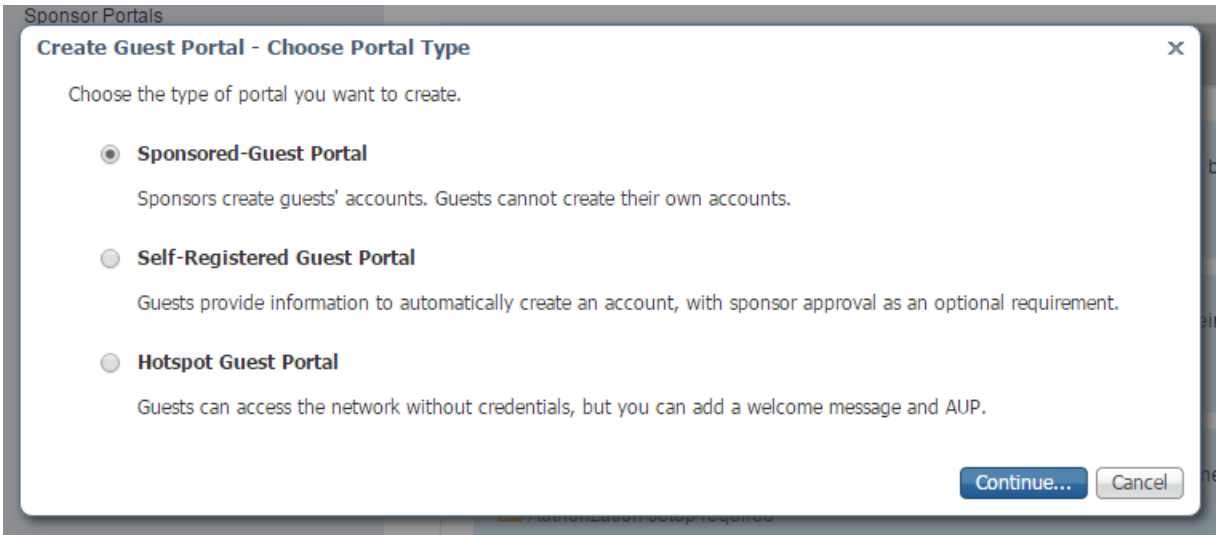 Sponsor Portals
Create Guest Portal - Choose Portal Type
Choose the type of portal you want to create.
Sponsored-Guest Portal
Sponsors create guests' accounts. Guests cannot create their own accounts.
Self-Registered Guest Portal
Guests provide information to automatically create an account, with sponsor approval as an optional requirement.
Hotspot Guest Portal
Guests can access the network without credentials, but you can add a welcome message and AUP.
Continue... Cancel
Authorization setup required